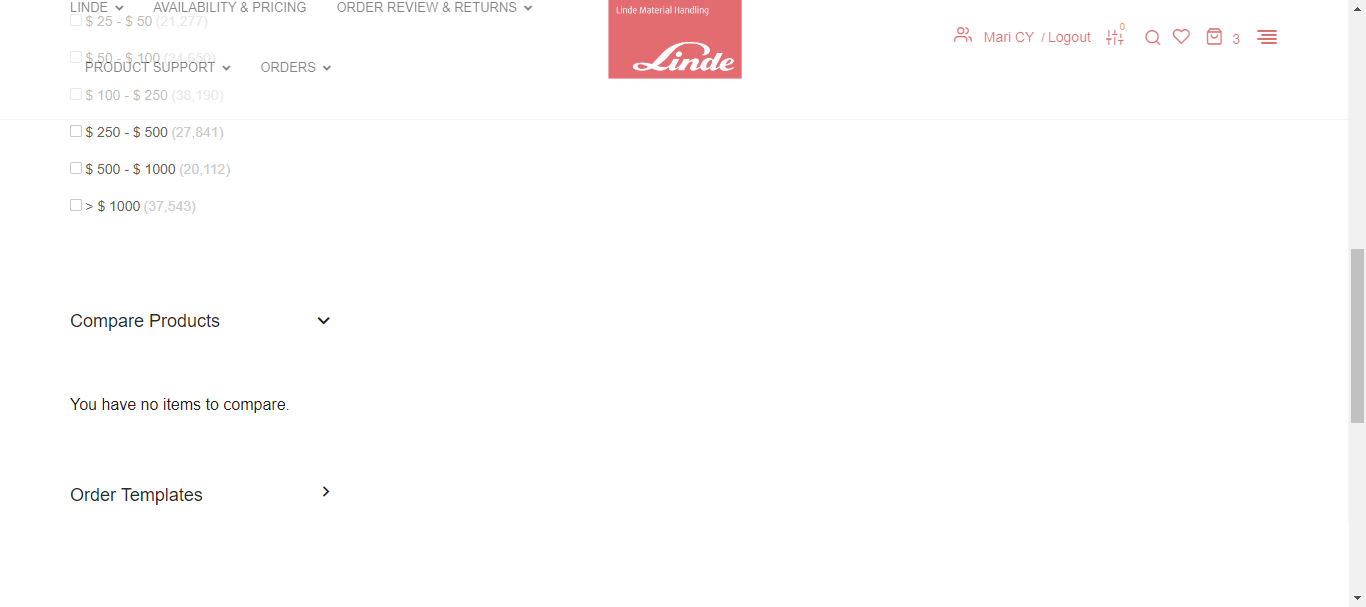 LINDE AVAILABILITY & PRICING ORDER REVIEW & RETURNS
Linde Material Handling
Linde
$ 25 - $ 50 (21,277)
0
Mari CY / Logout
3
$ 50 - $ 100 (24,650)
PRODUCT SUPPORT ORDERS
$ 100 - $ 250 (38,190)
$ 250 - $ 500 (27,841)
$ 500 - $ 1000 (20,112)
> $ 1000 (37,543)
Compare Products
You have no items to compare.
Order Templates